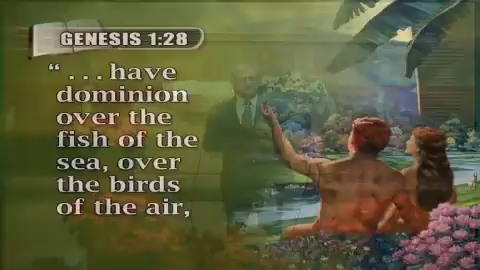 GENESIS 1:28
“ . . . have
dominion
over the
fish of the
sea, over
the birds
of the air,